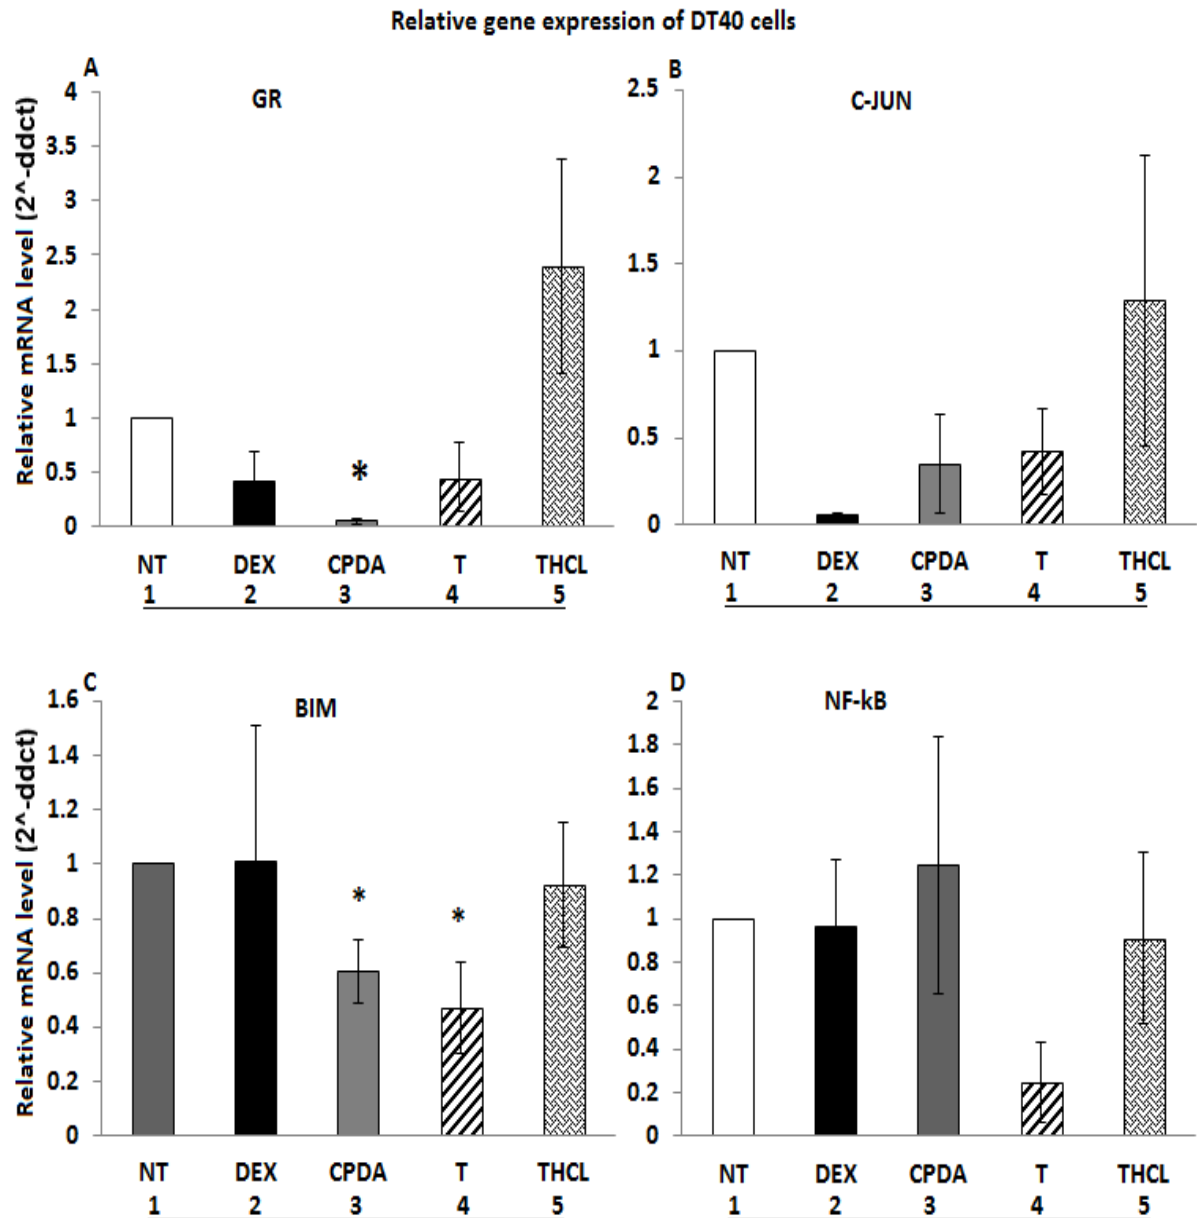 Relative gene expression of DT40 cells
A
GR
Relative mRNA level (2^-ddct)
4
3.5
3
2.5
2
1.5
1
0.5
0
*
NT DEX CPDA T THCL
1 2 3 4 5
B
C-JUN
2.5
2
1.5
1
0.5
0
NT DEX CPDA T THCL
1 2 3 4 5
C
BIM
Relative mRNA level (2^-ddct)
1.6
1.4
1.2
1
0.8
0.6
0.4
0.2
0
* *
NT DEX CPDA T THCL
1 2 3 4 5
D
NF-kB
2
1.8
1.6
1.4
1.2
1
0.8
0.6
0.4
0.2
0
NT DEX CPDA T THCL
1 2 3 4 5